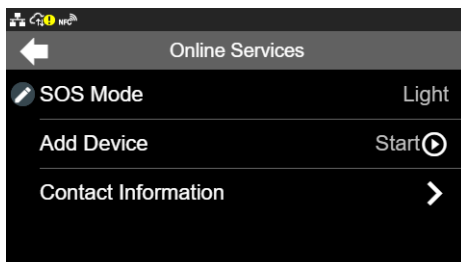 NFC
Online Services
SOS Mode Light
Add Device Start
Contact Information